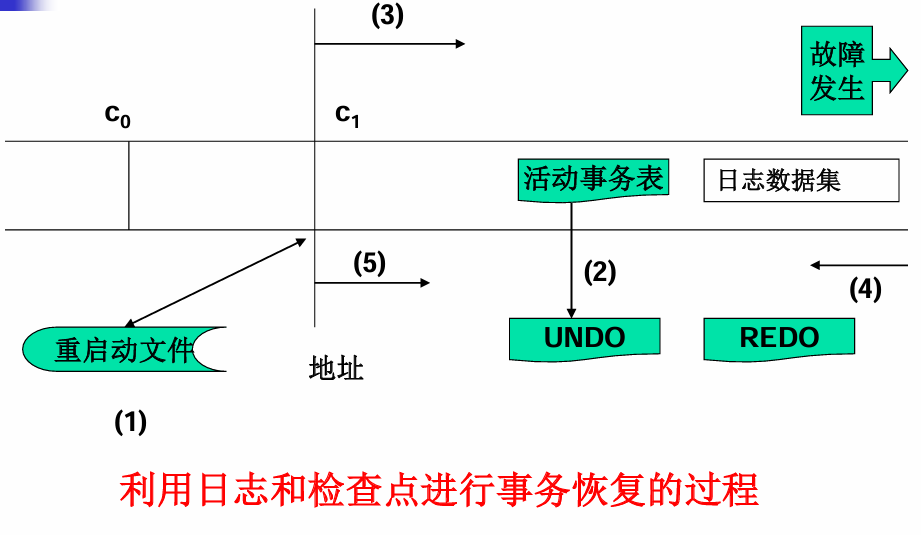 (3)
故障
发生
c₀
c₁
活动事务表
日志数据集
(5)
(2)
(4)
重启动文件
UNDO
REDO
地址
(1)
利用日志和检查点进行事务恢复的过程